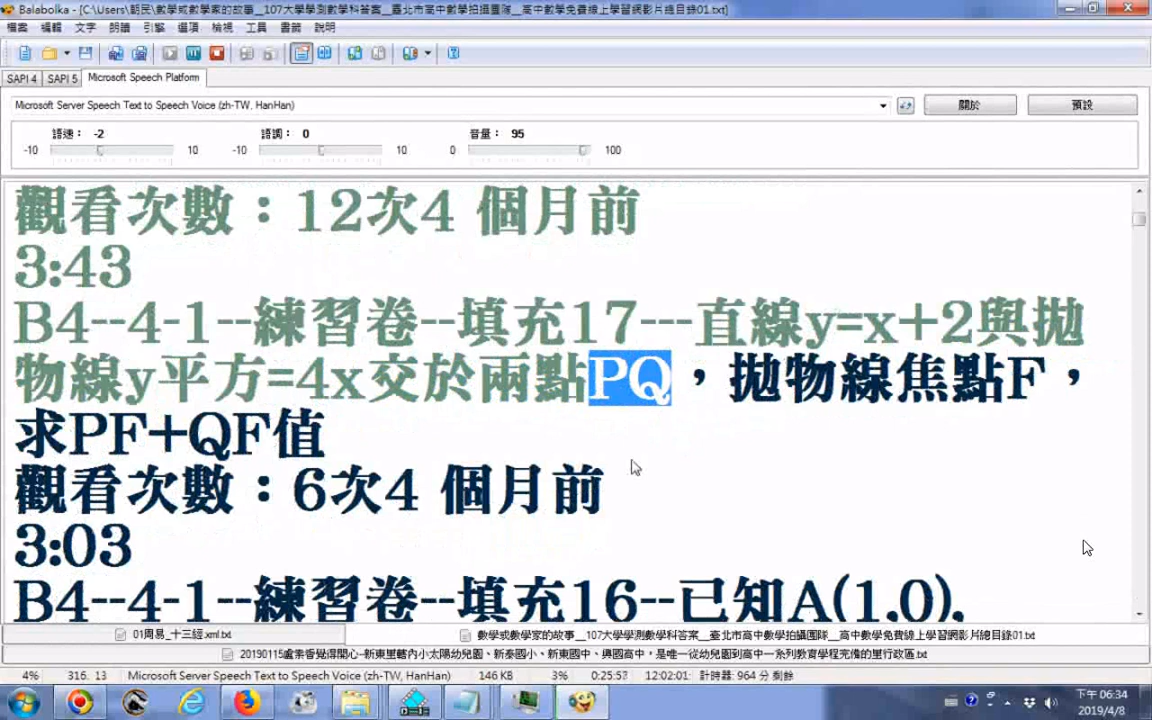 Balabolka - [C:\Users\朝民\數學或數學家的故事__107大學學測數學科答案__臺北市高中數學拍攝團隊__高中數學免費線上學習網影片總目錄01.txt]
檔案 編輯 文字 朗讀 引擎 選項 檢視 工具 書籤 說明
SAPI 4 SAPI 5 Microsoft Speech Platform
Microsoft Server Speech Text to Speech Voice (zh-TW, HanHan) 關於 預設
語速： -2 語調： 0 音量： 95
-10 10 -10 10 0 100
觀看次數：12次4 個月前
3:43
B4--4-1--練習卷--填充17---直線y=x+2與拋
物線y平方=4x交於兩點PQ，拋物線焦點F，
求PF+QF值
觀看次數：6次4 個月前
3:03
B4--4-1--練習卷--填充16--已知A(1,0),
01周易_十三經.xml.txt 數學或數學家的故事__107大學學測數學科答案__臺北市高中數學拍攝團隊__高中數學免費線上學習網影片總目錄01.txt
20190115盧素香覺得開心-新東里轄內小太陽幼兒園、新泰國小、新東國中、興國高中，是唯一從幼兒園到高中一系列教育學程完備的里行政區.txt
4% 316, 13 Microsoft Server Speech Text to Speech Voice (zh-TW, HanHan) 146 KB 3% 0:25:53 12:02:01 計時器: 964 分 剩餘
下午 06:34
2019/4/8